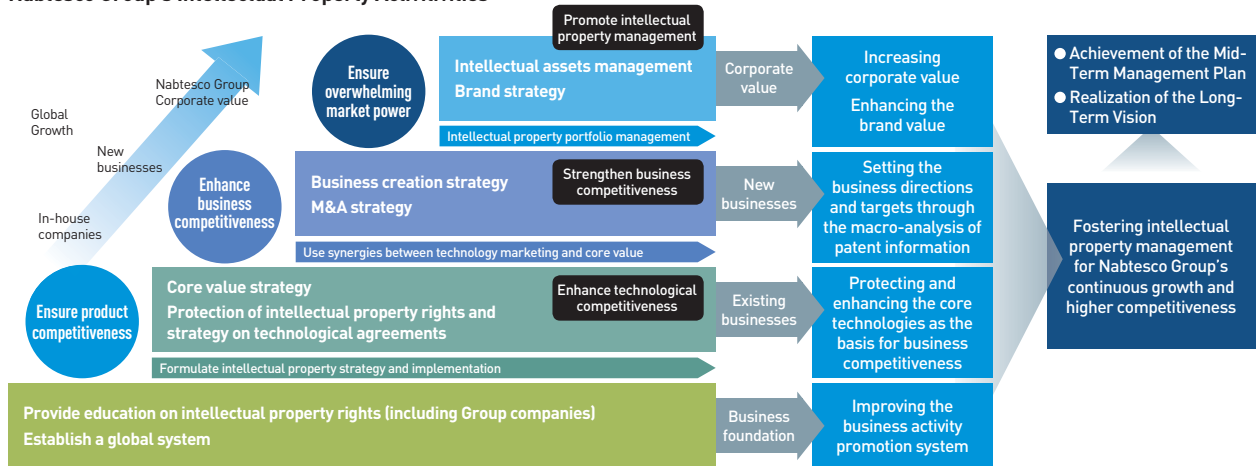 Nabtesco Group's Intellectual Property Activities
Promote intellectual
property management
Ensure
overwhelming
market power
Intellectual assets management
Brand strategy
Corporate
value
Increasing
corporate value
Enhancing the
brand value
Achievement of the Mid-
Term Management Plan
Realization of the Long-
Term Vision
Nabtesco Group
Corporate value
Global
Growth
New
businesses
In-house
companies
Intellectual property portfolio management
Enhance
business
competitiveness
Business creation strategy
M&A strategy
Strengthen business
competitiveness
New
businesses
Setting the
business directions
and targets through
the macro-analysis of
patent information
Use synergies between technology marketing and core value
Fostering intellectual
property management
for Nabtesco Group's
continuous growth and
higher competitiveness
Ensure product
competitiveness
Core value strategy
Protection of intellectual property rights and
strategy on technological agreements
Enhance technological
competitiveness
Existing
businesses
Protecting and
enhancing the core
technologies as the
basis for business
competitiveness
Formulate intellectual property strategy and implementation
Provide education on intellectual property rights (including Group companies)
Establish a global system
Business
foundation
Improving the
business activity
promotion system